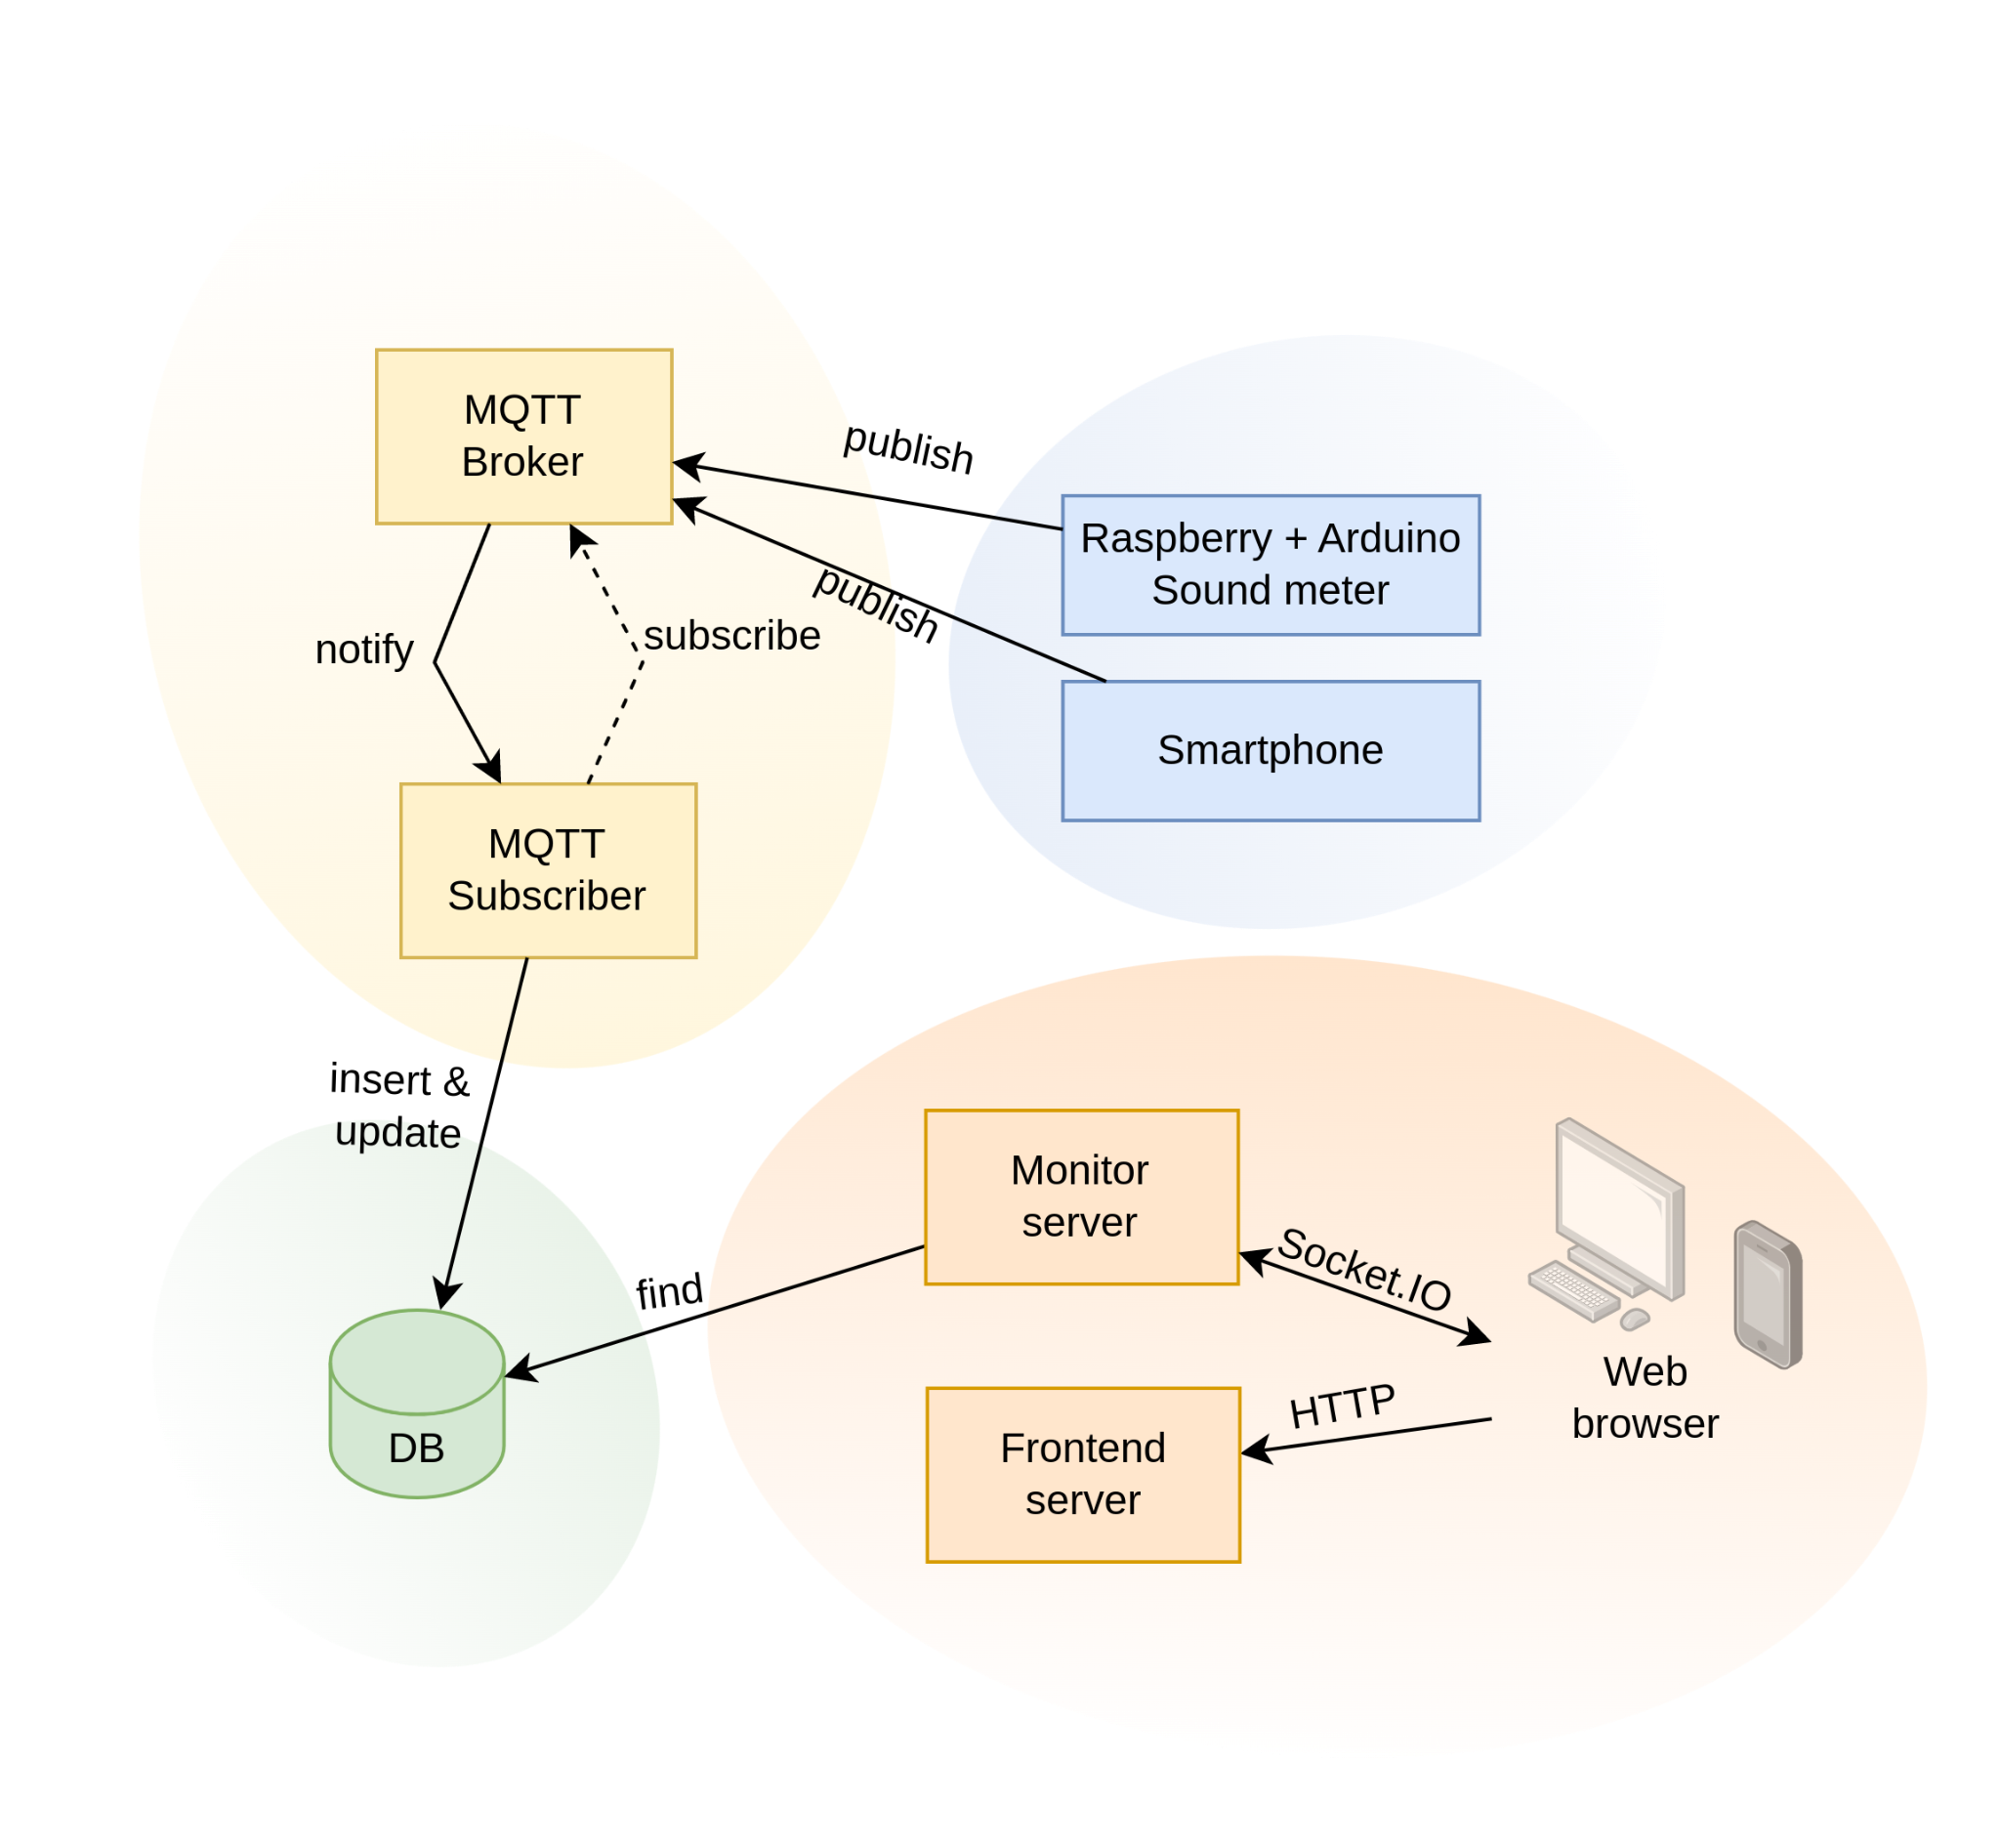 MQTT
Broker
publish
Raspberry + Arduino
Sound meter
publish
notify
subscribe
Smartphone
MQTT
Subscriber
insert &
update
Monitor
server
Socket.IO
find
Web
browser
HTTP
DB
Frontend
server